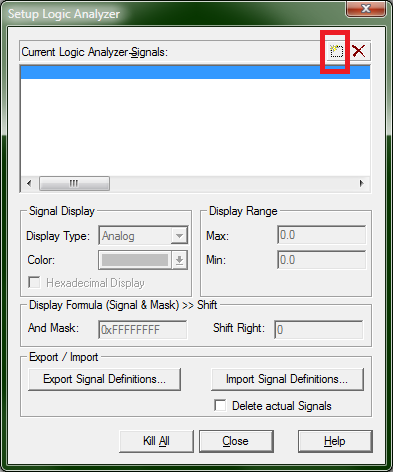 Setup Logic Analyzer
Current Logic Analyzer Signals:
Signal Display
Display Type: Analog
Color:
Hexadecimal Display
Display Range
Max: 0.0
Min: 0.0
Display Formula (Signal & Mask) >> Shift
And Mask: 0xFFFFFFFF Shift Right: 0
Export / Import
Export Signal Definitions... Import Signal Definitions...
Delete actual Signals
Kill All Close Help